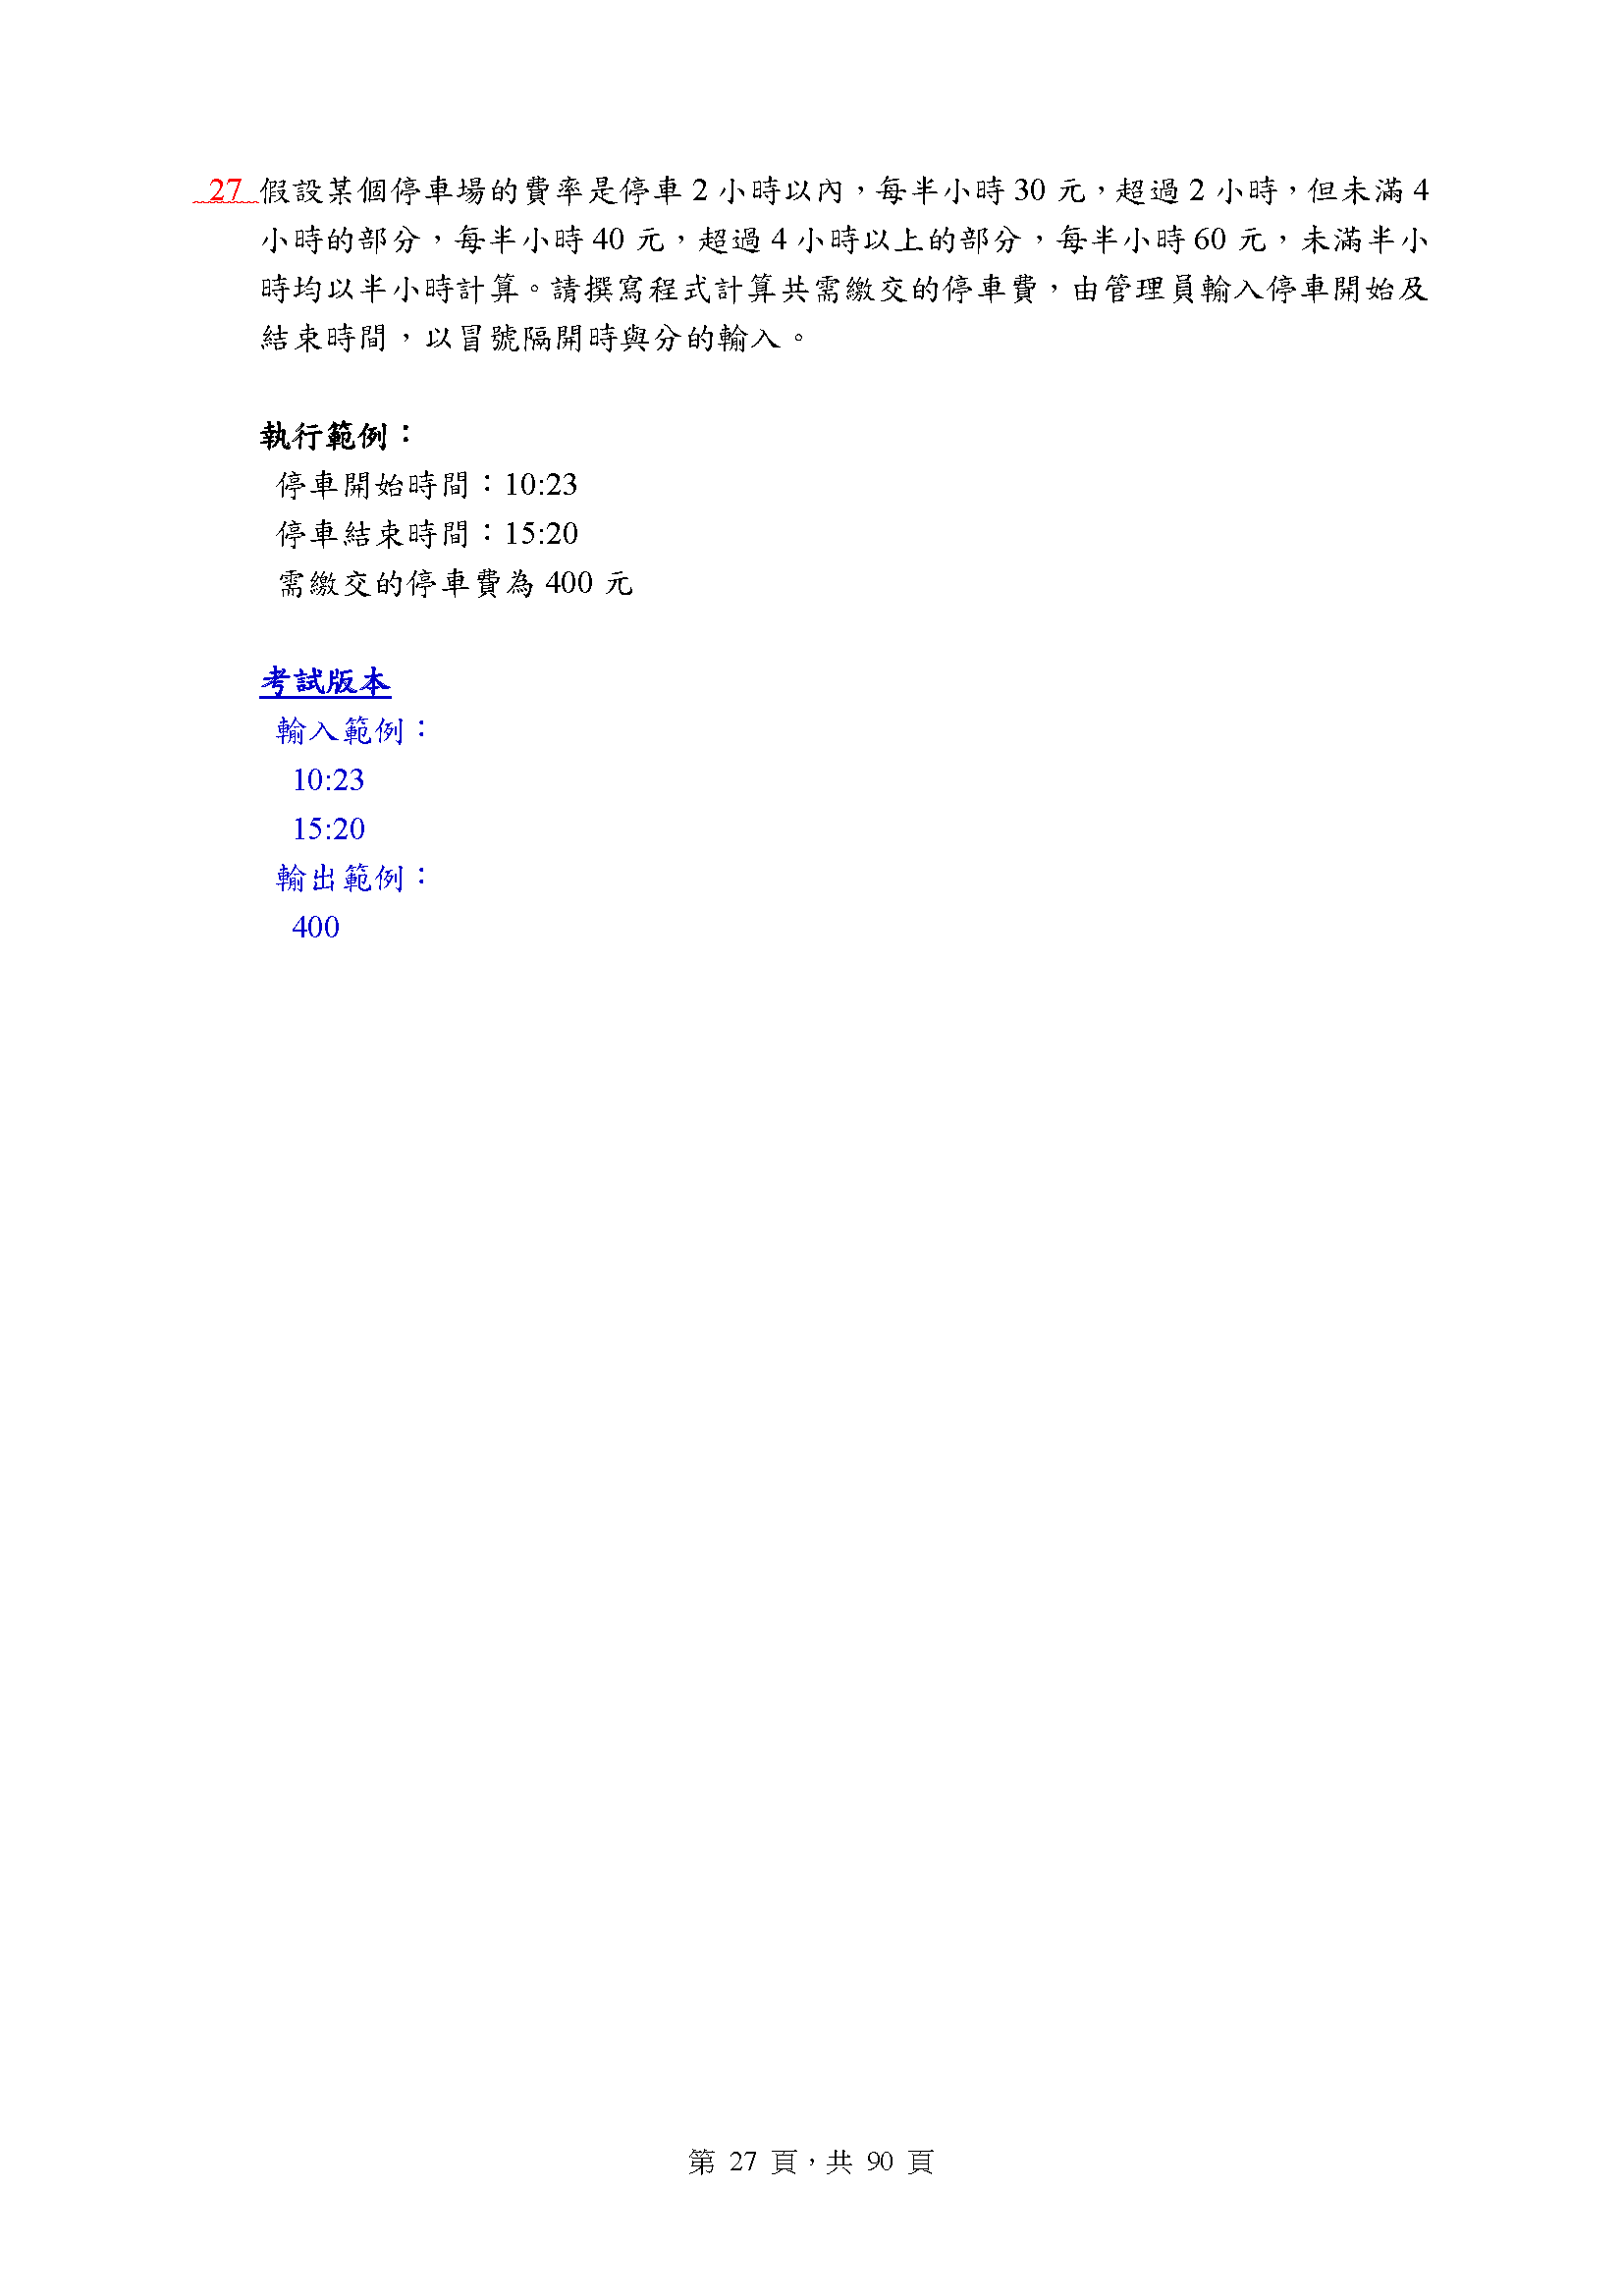 27 假設某個停車場的費率是停車 2 小時以內，每半小時 30 元，超過 2 小時，但未滿 4
小時的部分，每半小時 40 元，超過 4 小時以上的部分，每半小時 60 元，未滿半小
時均以半小時計算。請撰寫程式計算共需繳交的停車費，由管理員輸入停車開始及
結束時間，以冒號隔開時與分的輸入。
執行範例：
停車開始時間：10:23
停車結束時間：15:20
需繳交的停車費為 400 元
考試版本
輸入範例：
10:23
15:20
輸出範例：
400
第 27 頁，共 90 頁